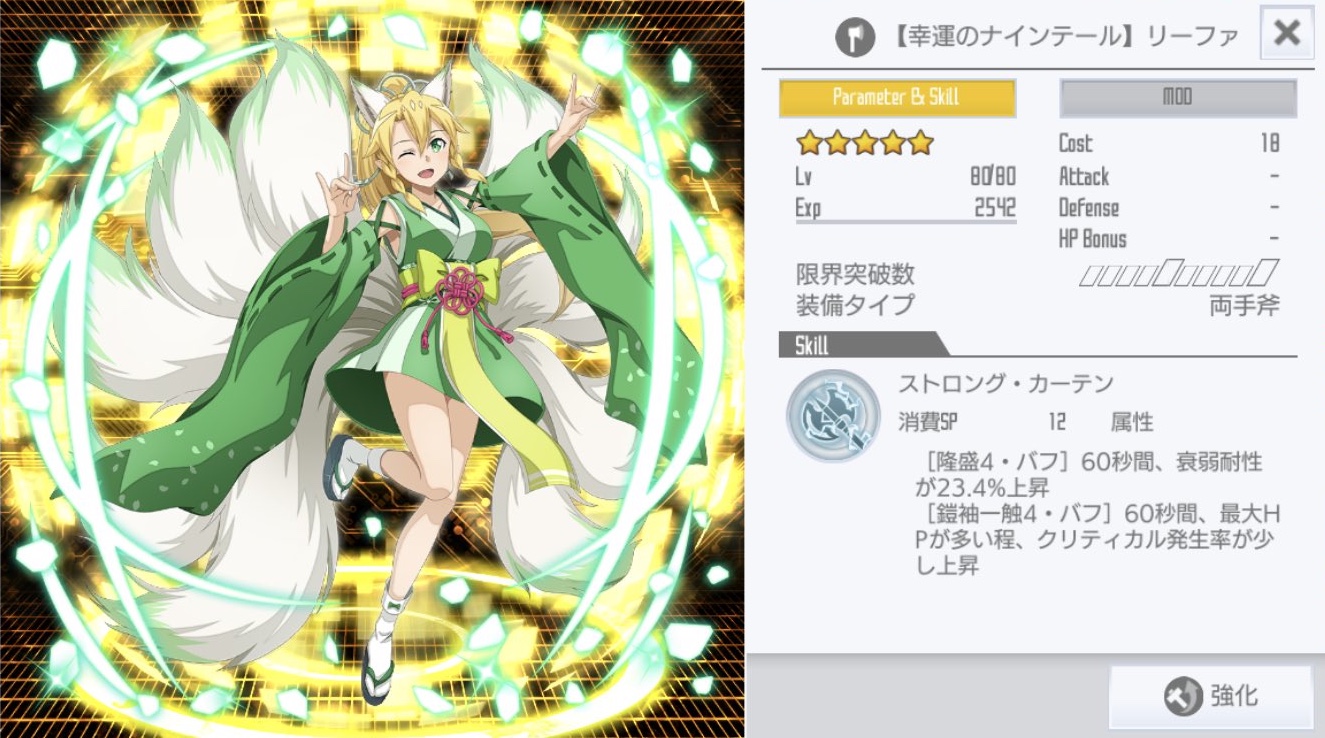 【幸運のナインテール】リーファ
Parameter & Skill
MOD
Lv 80/80
Exp 2542
Cost 18
Attack -
Defense -
HP Bonus -
限界突破数
装備タイプ 両手斧
Skill
ストロング・カーテン
消費SP 12 属性
［隆盛4・バフ］60秒間、衰弱耐性
が23.4%上昇
［鎧袖一触4・バフ］60秒間、最大H
Pが多い程、クリティカル発生率が少
し上昇
強化